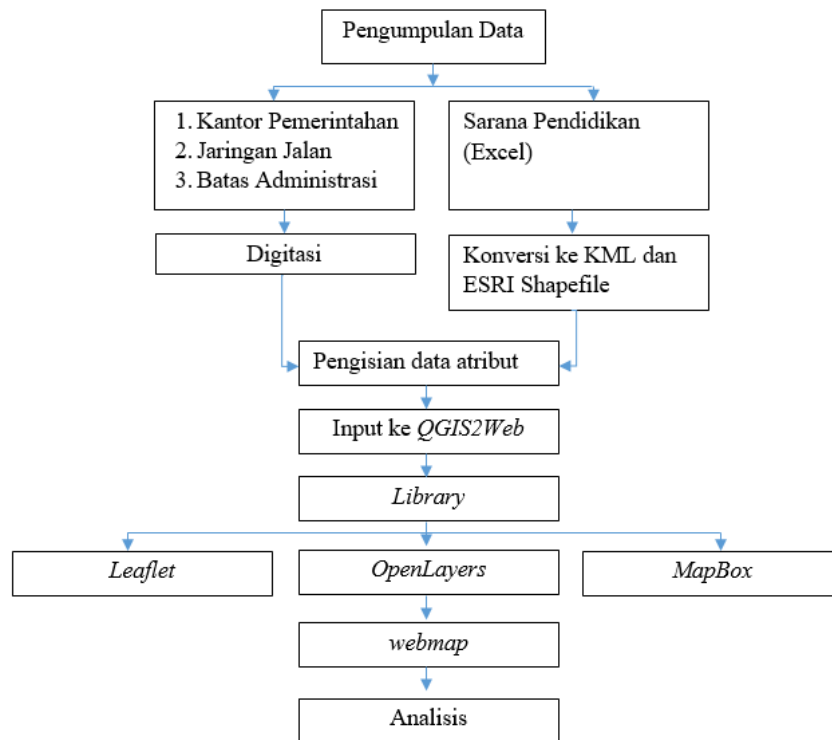 Pengumpulan Data
1. Kantor Pemerintahan
2. Jaringan Jalan
3. Batas Administrasi
Sarana Pendidikan
(Excel)
Digitasi
Konversi ke KML dan
ESRI Shapefile
Pengisian data atribut
Input ke QGIS2Web
Library
Leaflet
OpenLayers
MapBox
webmap
Analisis